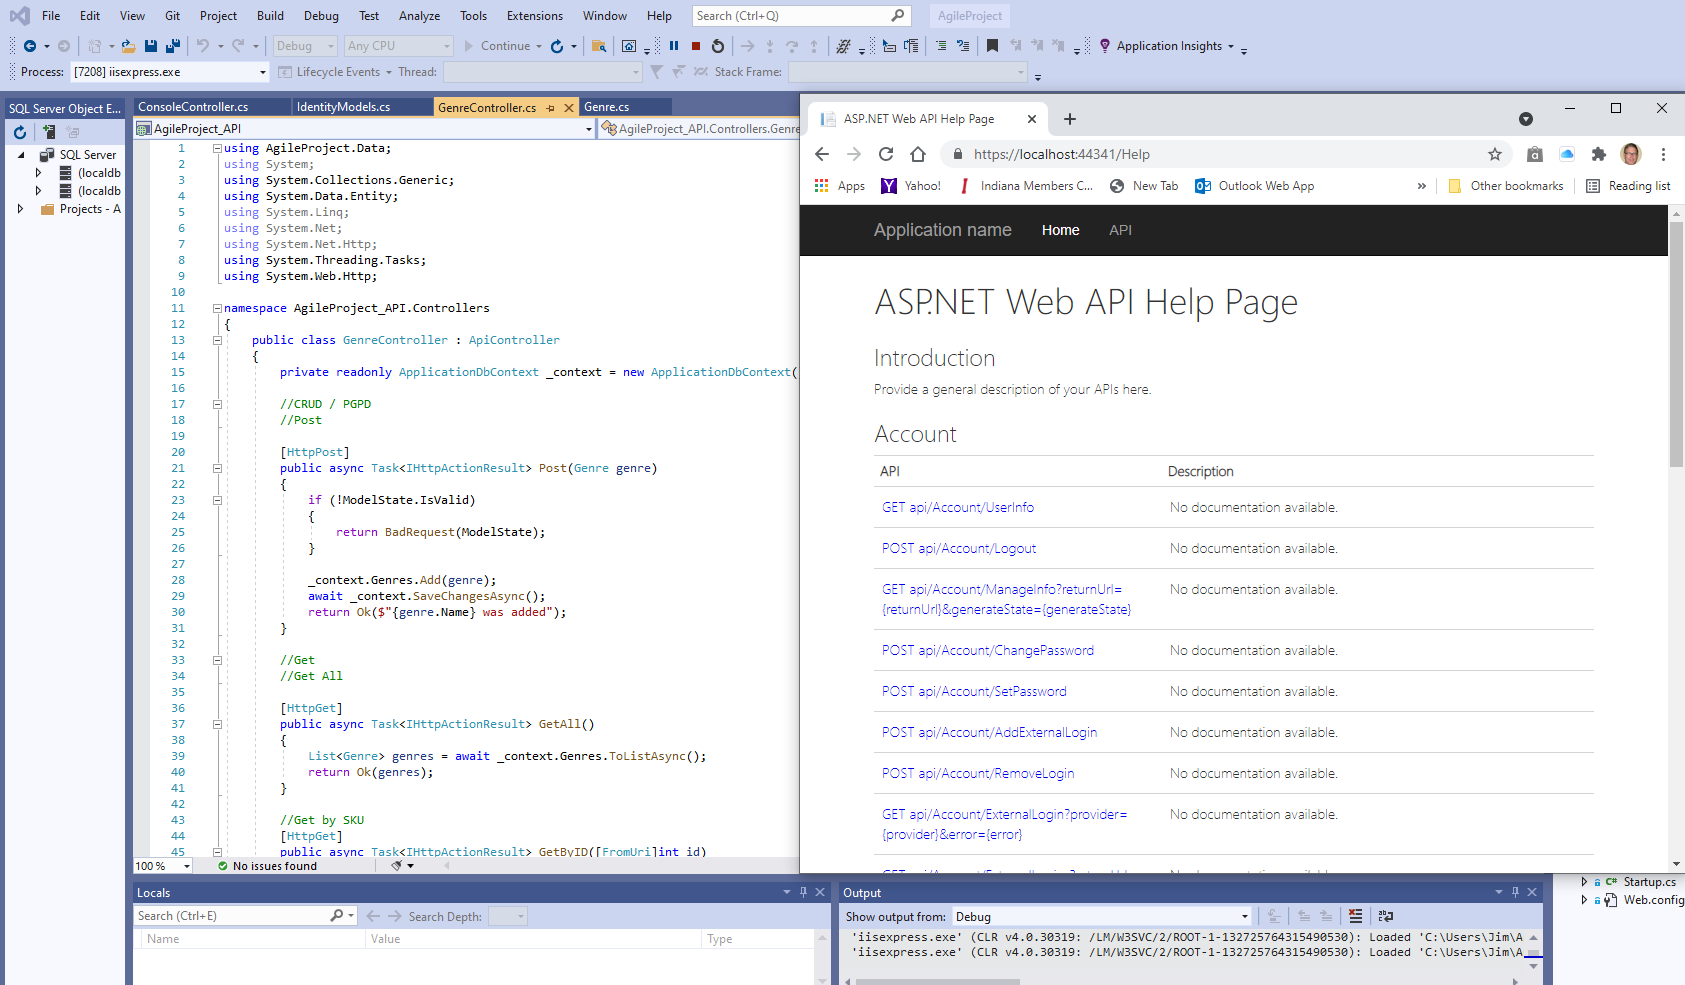 File Edit View Git Project Build Debug Test Analyze Tools Extensions Window Help Search (Ctrl+Q) AgileProject
Debug Any CPU Continue Application Insights
Process: [7208] iisexpress.exe Lifecycle Events Thread: Stack Frame:
SQL Server Object E...
SQL Server
(localdb
(localdb
Projects - A
ConsoleController.cs IdentityModels.cs GenreController.cs Genre.cs
AgileProject_API AgileProject_API.Controllers.Genre
1 using AgileProject.Data;
2 using System;
3 using System.Collections.Generic;
4 using System.Data.Entity;
5 using System.Linq;
6 using System.Net;
7 using System.Net.Http;
8 using System.Threading.Tasks;
9 using System.Web.Http;
10
11 namespace AgileProject_API.Controllers
12 {
13 public class GenreController : ApiController
14 {
15 private readonly ApplicationDbContext _context = new ApplicationDbContext(
16
17 //CRUD / PGPD
18 //Post
19
20 [HttpPost]
21 public async Task<IHttpActionResult> Post(Genre genre)
22 {
23 if (!ModelState.IsValid)
24 {
25 return BadRequest(ModelState);
26 }
27
28 _context.Genres.Add(genre);
29 await _context.SaveChangesAsync();
30 return Ok($"{genre.Name} was added");
31 }
32
33 //Get
34 //Get All
35
36 [HttpGet]
37 public async Task<IHttpActionResult> GetAll()
38 {
39 List<Genre> genres = await _context.Genres.ToListAsync();
40 return Ok(genres);
41 }
42
43 //Get by SKU
44 [HttpGet]
45 public async Task<IHttpActionResult> GetByID([FromUri]int id)
100 % No issues found
ASP.NET Web API Help Page
https://localhost:44341/Help
Apps Yahoo! Indiana Members C... New Tab Outlook Web App » Other bookmarks Reading list
Application name Home API
ASP.NET Web API Help Page
Introduction
Provide a general description of your APIs here.
Account
API Description
GET api/Account/UserInfo No documentation available.
POST api/Account/Logout No documentation available.
GET api/Account/ManageInfo?returnUrl= No documentation available.
{returnUrl}&generateState={generateState}
POST api/Account/ChangePassword No documentation available.
POST api/Account/SetPassword No documentation available.
POST api/Account/AddExternalLogin No documentation available.
POST api/Account/RemoveLogin No documentation available.
GET api/Account/ExternalLogin?provider= No documentation available.
{provider}&error={error}
Locals
Search (Ctrl+E) Search Depth:
Name Value Type
Output
Show output from: Debug
'iisexpress.exe' (CLR v4.0.30319: /LM/W3SVC/2/ROOT-1-132725764315490530): Loaded 'C:\Users\Jim\A
'iisexpress.exe' (CLR v4.0.30319: /LM/W3SVC/2/ROOT-1-132725764315490530): Loaded 'C:\Users\Jim\A
C# Startup.cs
Web.config